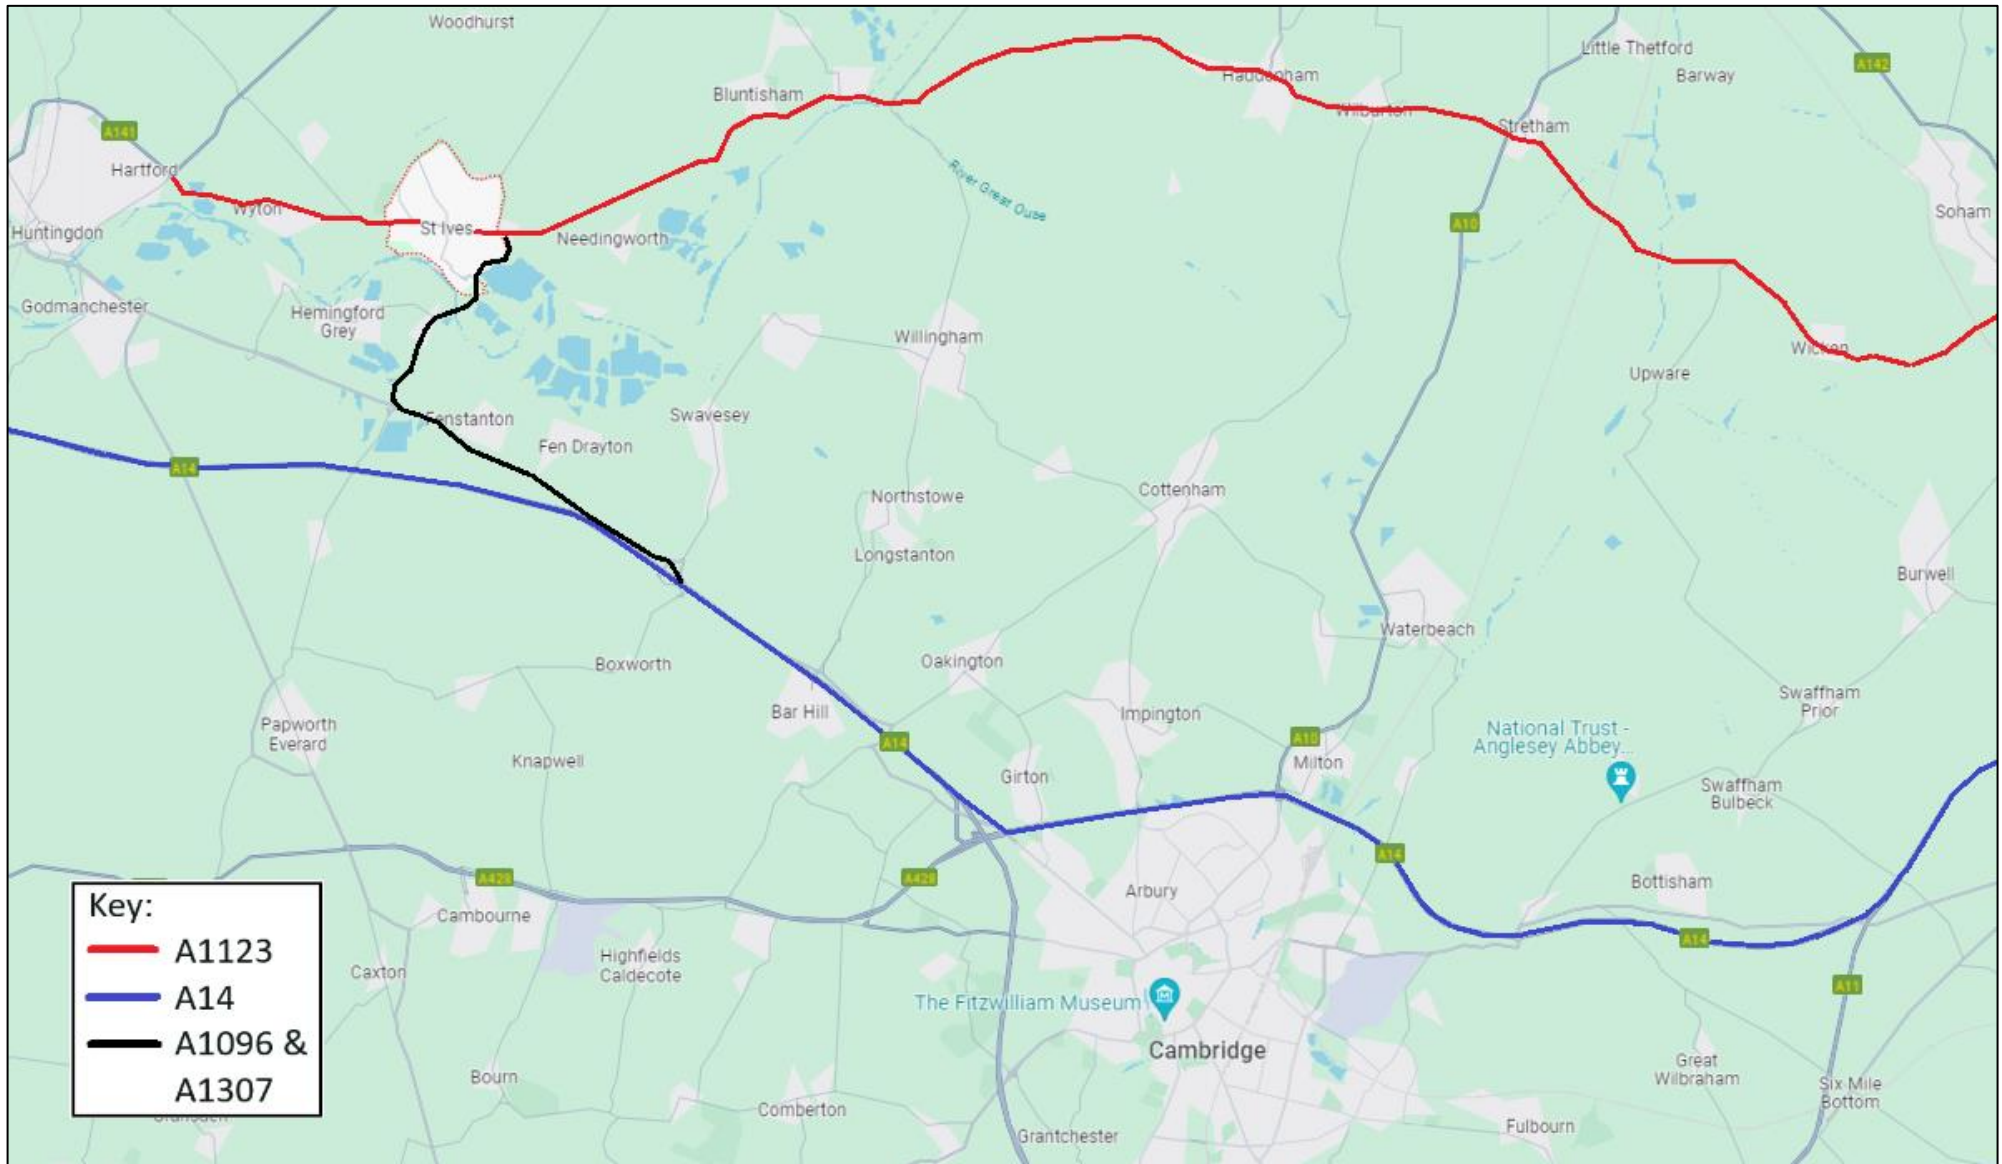 Woodhurst
Little Thetford
A142
Barway
Haddenham
Bluntisham
Wilburton
Stretham
A141
Hartford
River Great Ouse
Wyton
St Ives
Needingworth
Huntingdon
A10
Soham
Godmanchester
Hemingford
Grey
Willingham
Wicken
Upware
Fenstanton
Swavesey
Fen Drayton
A14
Cottenham
Northstowe
Longstanton
Burwell
Waterbeach
Boxworth
Oakington
Bar Hill
Impington
Swaffham
Prior
Papworth
Everard
A14
A10
National Trust -
Anglesey Abbey...
Knapwell
Girton
Milton
Swaffham
Bulbeck
A14
A428
A428
Arbury
Bottisham
Key:
A1123
A14
A1096 &
A1307
Cambourne
Highfields
Caldecote
Caxton
A14
A11
The Fitzwilliam Museum
Cambridge
Bourn
Comberton
Great
Wilbraham
Six Mile
Bottom
Grantchester
Fulbourn